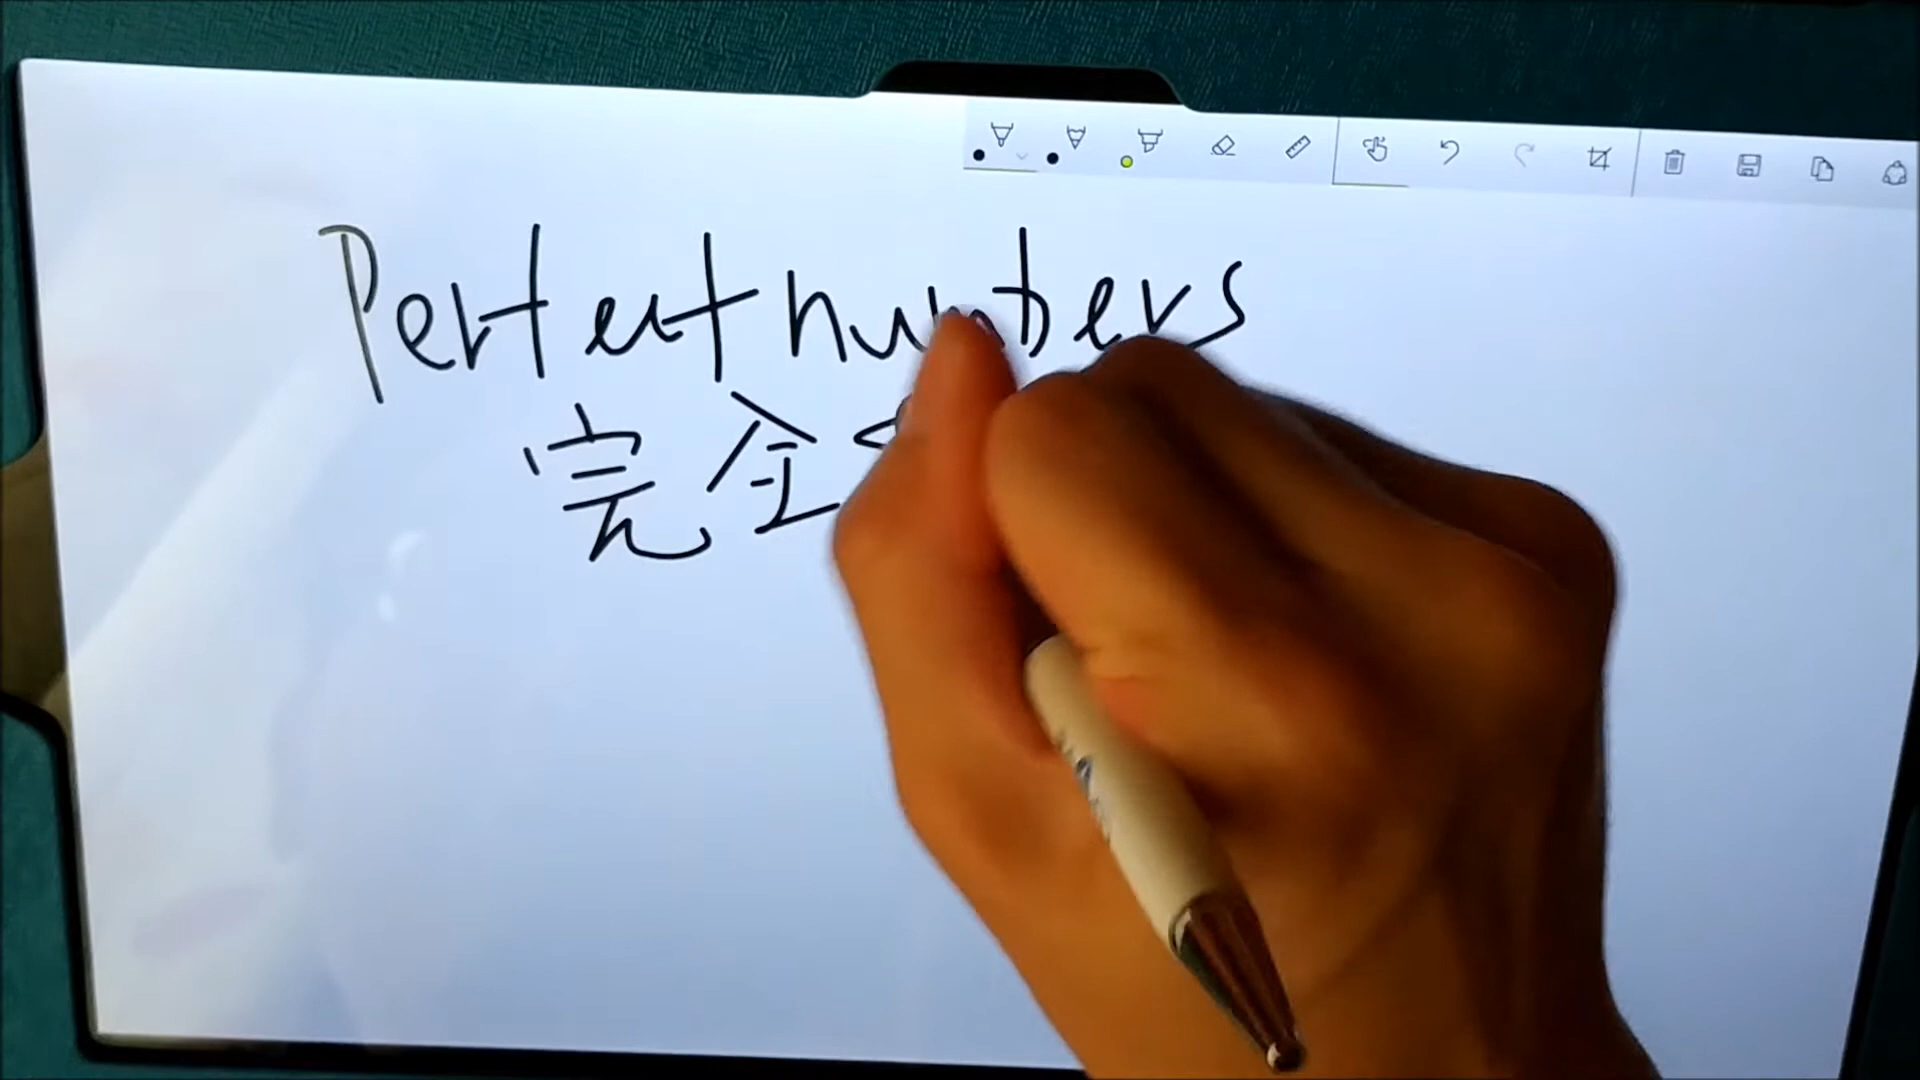 Perfect numbers
完全